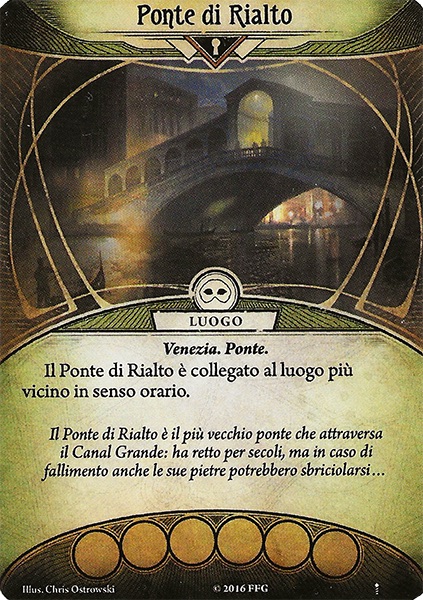 Ponte di Rialto
LUOGO
Venezia. Ponte.
Il Ponte di Rialto è collegato al luogo più
vicino in senso orario.
Il Ponte di Rialto è il più vecchio ponte che attraversa
il Canal Grande: ha retto per secoli, ma in caso di
fallimento anche le sue pietre potrebbero sbriciolarsi…
Illus. Chris Ostrowski
© 2016 FFG